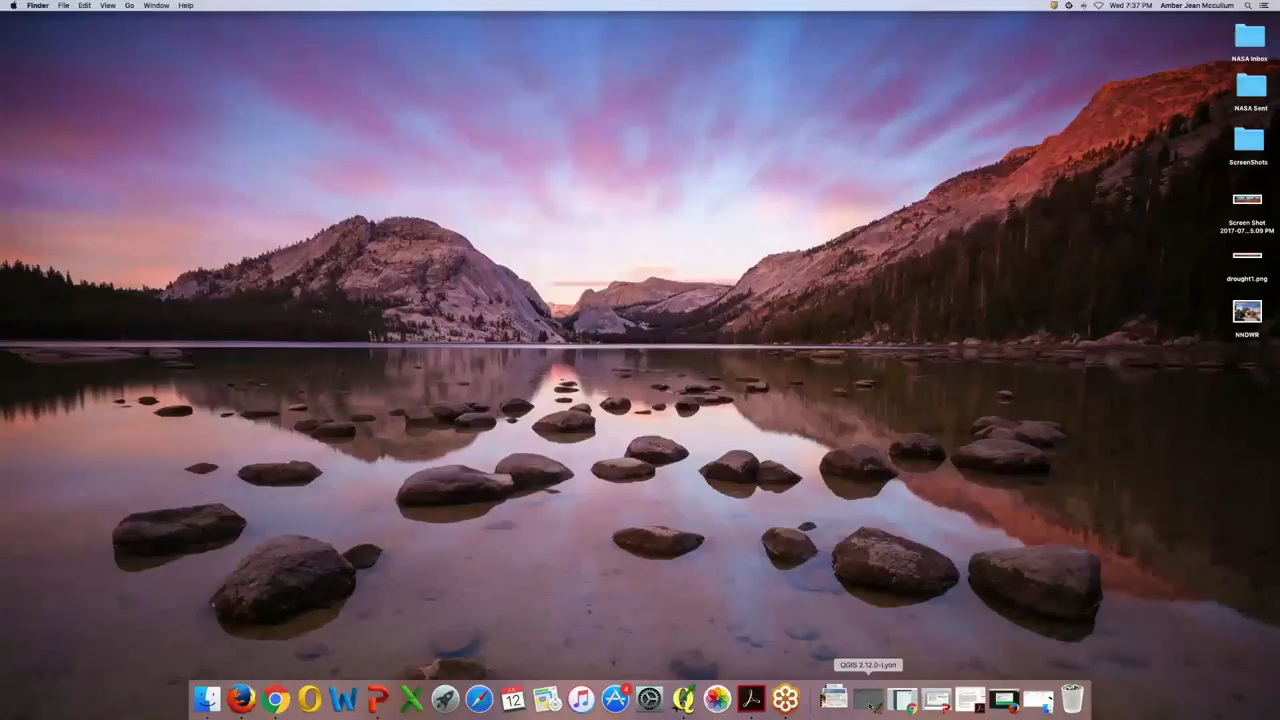 Finder File Edit View Go Window Help
Wed 7:37 PM Amber Jean Mccullum
NASA Inbox
NASA Sent
ScreenShots
Screen Shot
2017-07...5.09 PM
drought1.png
NNDWR
QGIS 2.12.0-Lyon
4
12